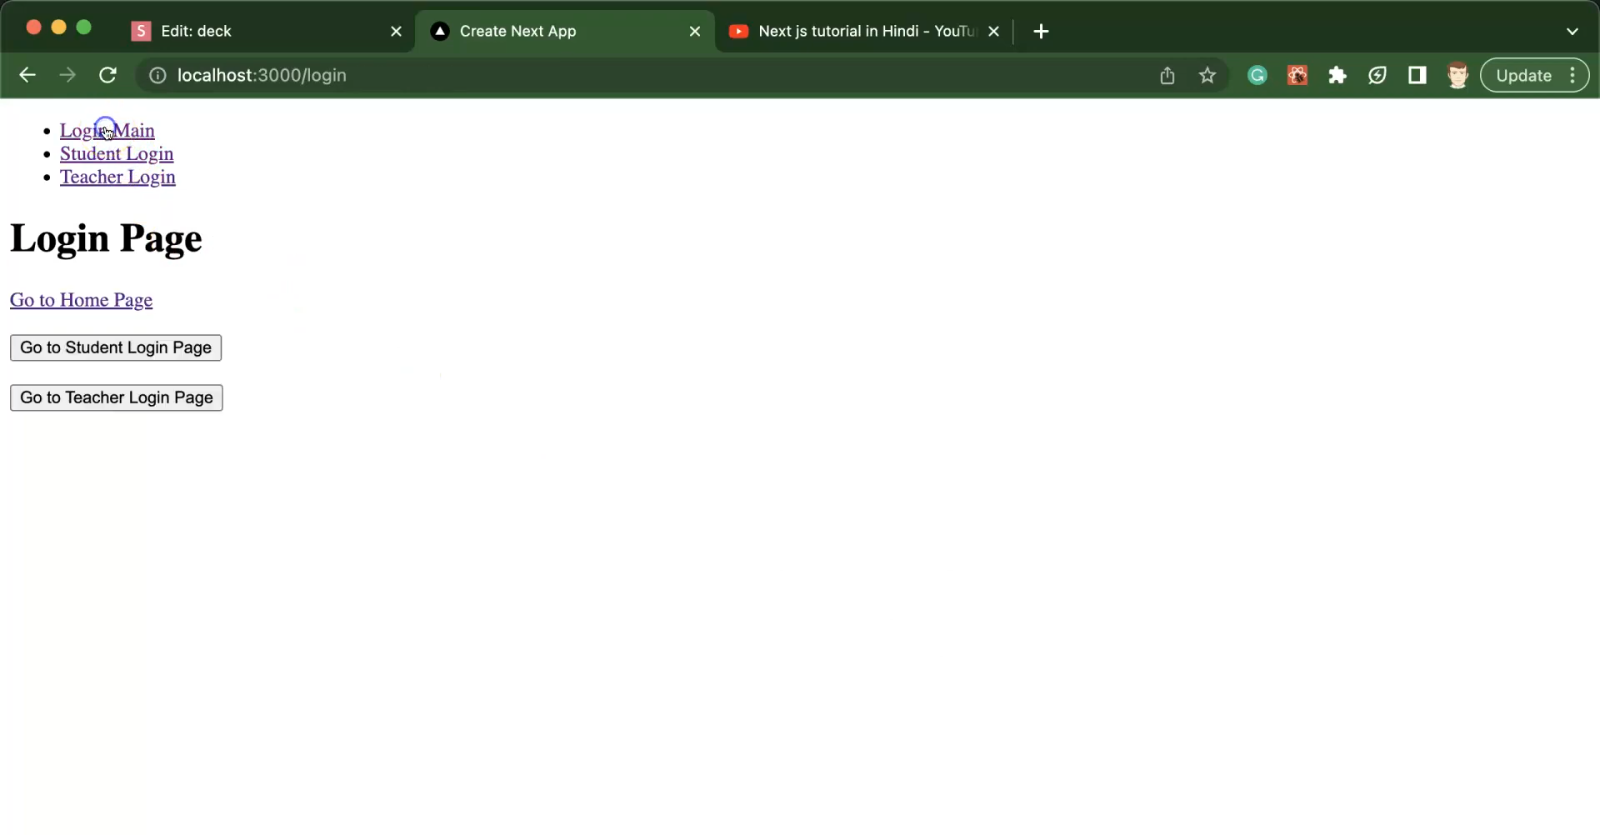 Edit: deck
Create Next App
Next js tutorial in Hindi - YouTu
localhost:3000/login
Update
Login Main
Student Login
Teacher Login
Login Page
Go to Home Page
Go to Student Login Page
Go to Teacher Login Page